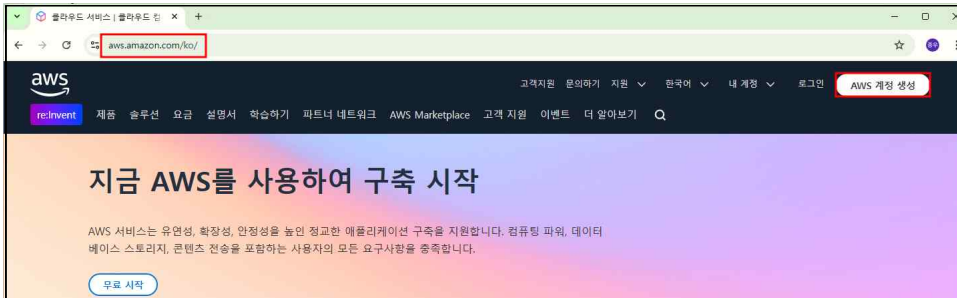 클라우드 서비스 | 클라우드 컴
aws.amazon.com/ko/
종우
aws
고객지원 문의하기 지원 한국어 내 계정 로그인 AWS 계정 생성
re:Invent 제품 솔루션 요금 설명서 학습하기 파트너 네트워크 AWS Marketplace 고객 지원 이벤트 더 알아보기
지금 AWS를 사용하여 구축 시작
AWS 서비스는 유연성, 확장성, 안정성을 높인 정교한 애플리케이션 구축을 지원합니다. 컴퓨팅 파워, 데이터
베이스 스토리지, 콘텐츠 전송을 포함하는 사용자의 모든 요구사항을 충족합니다.
무료 시작